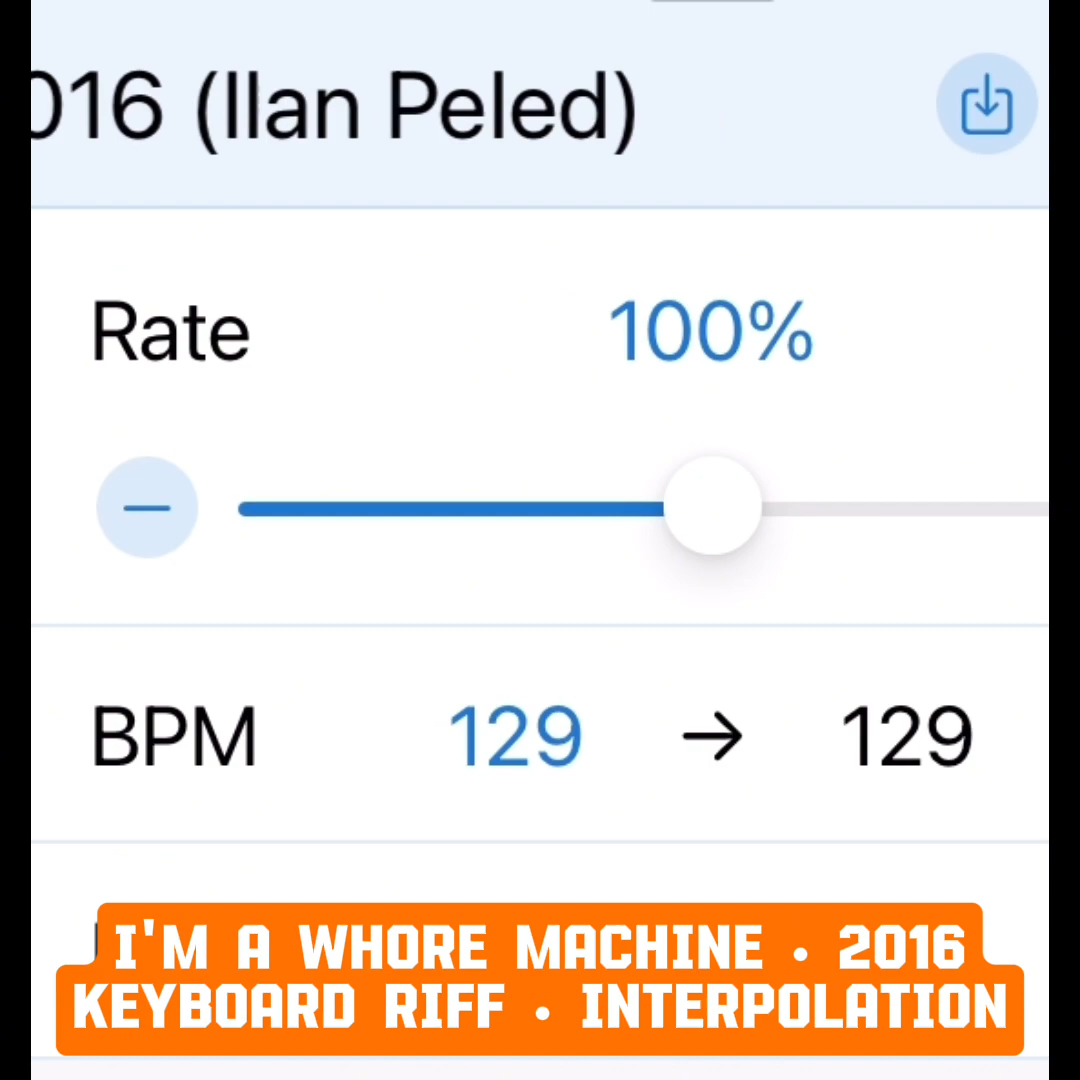 016 (Ilan Peled)
Rate 100%
BPM 129 → 129
I'M A WHORE MACHINE • 2016
KEYBOARD RIFF • INTERPOLATION